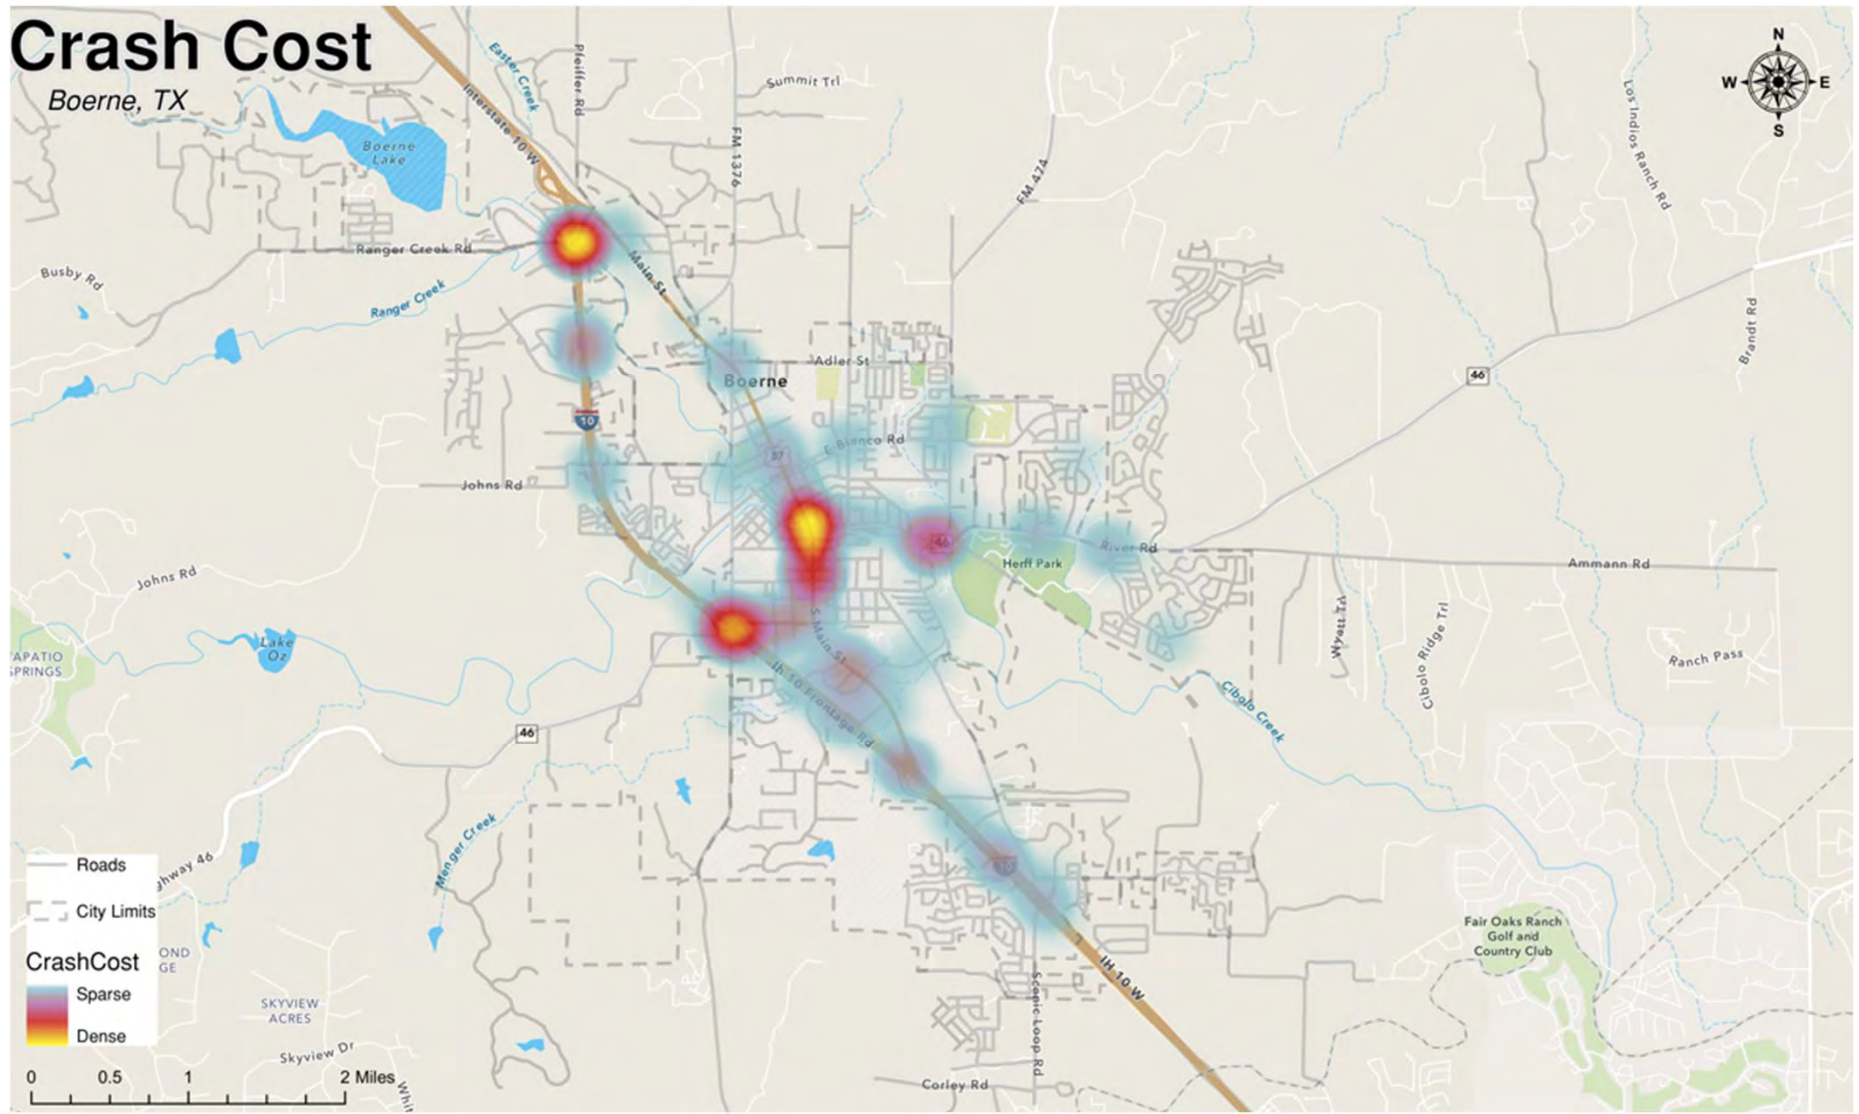 Crash Cost
Boerne, TX
N
W
E
S
Easter Creek
Pfeiffer Rd
Summit Trl
Interstate 10 W
FM 1376
FM 474
Los Indios Ranch Rd
Boerne
Lake
Ranger Creek Rd
Busby Rd
Ranger Creek
Main St
Brandt Rd
Adler St
Boerne
46
10
87
E Blanco Rd
Johns Rd
46
River Rd
Herff Park
Ammann Rd
Johns Rd
Wyatt Trl
Cibolo Ridge Trl
Ranch Pass
S Main St
Lake
Oz
TAPATIO
SPRINGS
IH 10 Frontage Rd
Cibolo Creek
46
Menger Creek
ghway 46
10
Roads
City Limits
CrashCost
Sparse
Dense
OND
GE
SKYVIEW
ACRES
Skyview Dr
Whit
Fair Oaks Ranch
Golf and
Country Club
IH 10 W
Scenic Loop Rd
Corley Rd
0 0.5 1 2 Miles